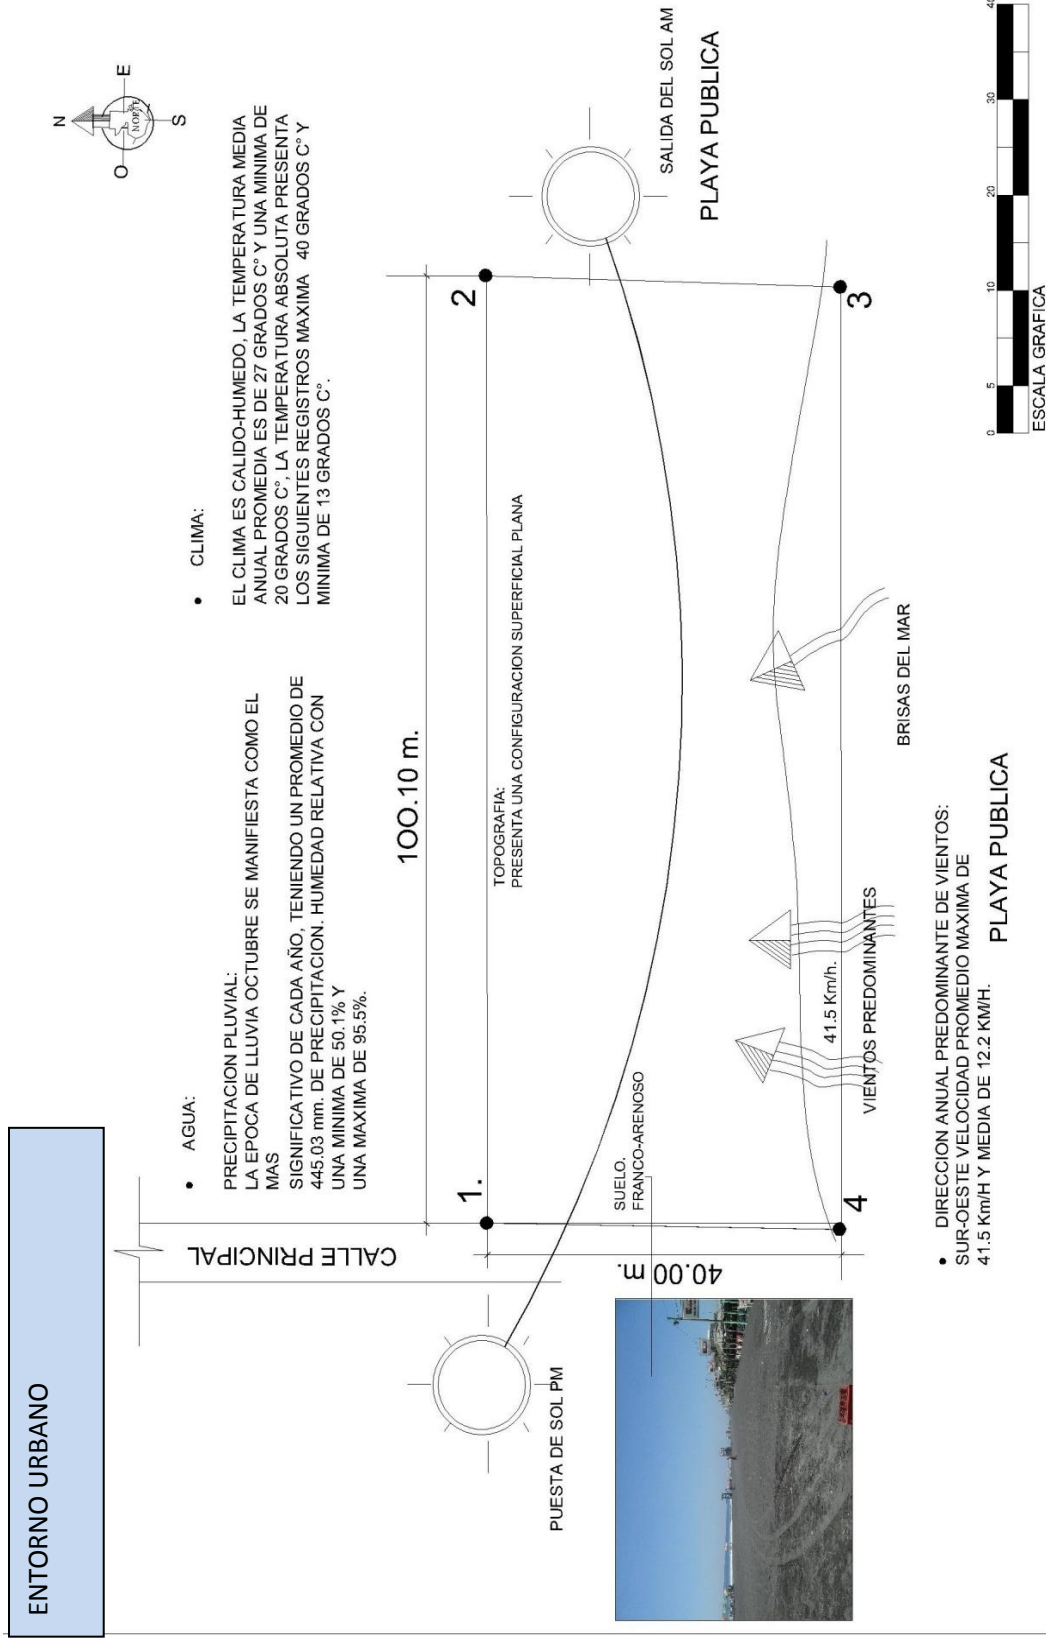 ENTORNO URBANO
N
O
E
S
NORTE
• AGUA:
PRECIPITACION PLUVIAL:
LA EPOCA DE LLUVIA OCTUBRE SE MANIFIESTA COMO EL
MAS
SIGNIFICATIVO DE CADA AÑO, TENIENDO UN PROMEDIO DE
445.03 mm. DE PRECIPITACION. HUMEDAD RELATIVA CON
UNA MINIMA DE 50.1% Y
UNA MAXIMA DE 95.5%.
• CLIMA:
EL CLIMA ES CALIDO-HUMEDO, LA TEMPERATURA MEDIA
ANUAL PROMEDIA ES DE 27 GRADOS C° Y UNA MINIMA DE
20 GRADOS C°, LA TEMPERATURA ABSOLUTA PRESENTA
LOS SIGUIENTES REGISTROS MAXIMA 40 GRADOS C° Y
MINIMA DE 13 GRADOS C°.
CALLE PRINCIPAL
1OO.10 m.
1.
2
TOPOGRAFIA:
PRESENTA UNA CONFIGURACION SUPERFICIAL PLANA
PUESTA DE SOL PM
SALIDA DEL SOL AM
PLAYA PUBLICA
40.00 m.
SUELO.
FRANCO-ARENOSO
41.5 Km/h.
4
3
VIENTOS PREDOMINANTES
BRISAS DEL MAR
• DIRECCION ANUAL PREDOMINANTE DE VIENTOS:
SUR-OESTE VELOCIDAD PROMEDIO MAXIMA DE
41.5 Km/H Y MEDIA DE 12.2 KM/H.
PLAYA PUBLICA
0 5 10 20 30 40
ESCALA GRAFICA